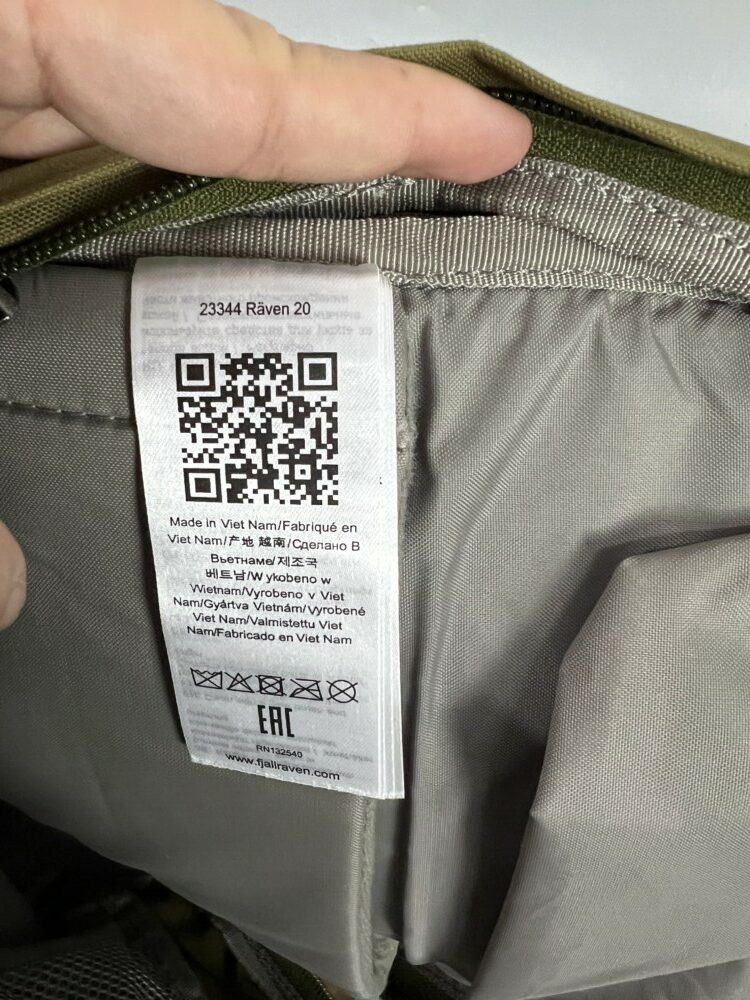 23344 Räven 20
Made in Viet Nam/Fabriqué en
Viet Nam/产地 越南/Сделано В
Вьетнаме/제조국
베트남/W ykobeno w
Wietnam/Vyrobeno v Viet
Nam/Gyártva Vietnám/vyrobené
Viet Nam/Valmistettu Viet
Nam/Fabricado en Viet Nam
EAC
RN132540
www.fjallraven.com